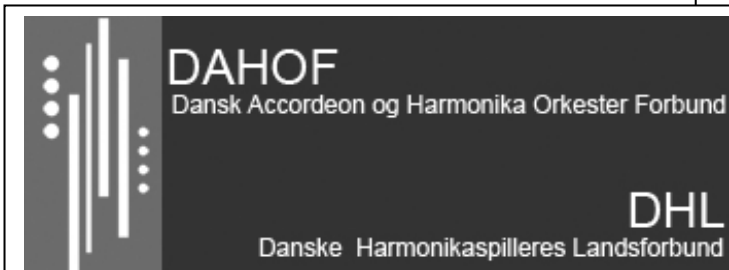 DAHOF
Dansk Accordeon og Harmonika Orkester Forbund
DHL
Danske Harmonikaspilleres Landsforbund